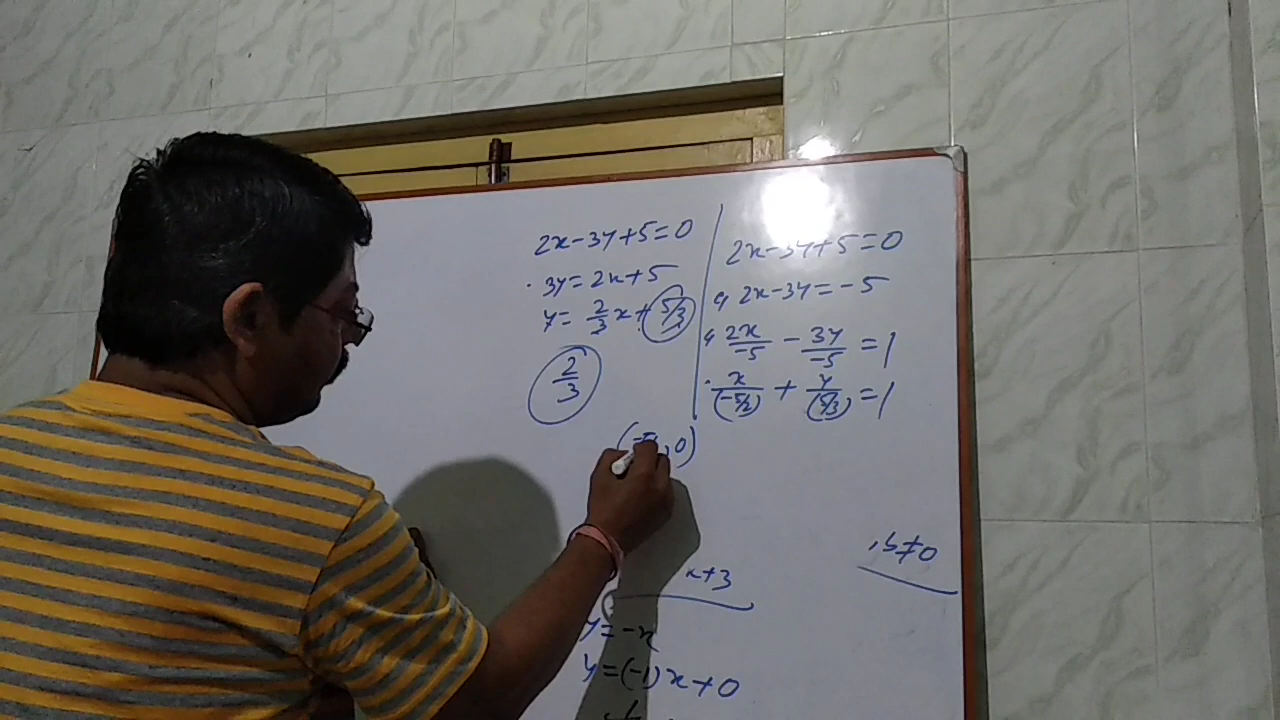 2x-3y+5=0
3y=2x+5
y= 2/3 x+ 5/3
2/3
2x-3y+5=0
2x-3y=-5
2x/-5 - 3y/-5 =1
x/(-5/2) + y/(5/3) =1
, 0)
x+3
, b≠0
y=-x
y=(-1)x+0